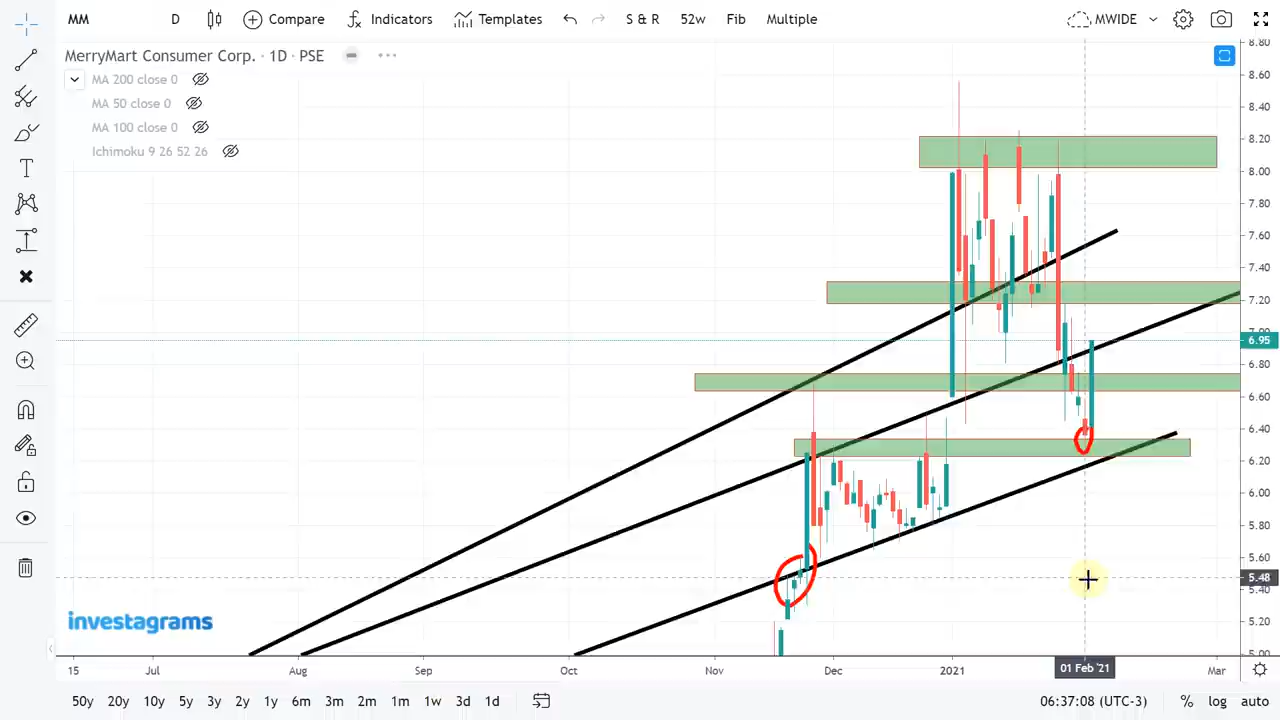 MM D Compare Indicators Templates S & R 52w Fib Multiple MWIDE
MerryMart Consumer Corp. · 1D · PSE
MA 200 close 0
MA 50 close 0
MA 100 close 0
Ichimoku 9 26 52 26
8.80
8.60
8.40
8.20
8.00
7.80
7.60
7.40
7.20
7.00
6.95
6.80
6.60
6.40
6.20
6.00
5.80
5.60
5.48
5.40
5.20
5.00
investagrams
15 Jul Aug Sep Oct Nov Dec 2021 01 Feb '21 Mar
50y 20y 10y 5y 3y 2y 1y 6m 3m 2m 1m 1w 3d 1d 06:37:08 (UTC-3) % log auto